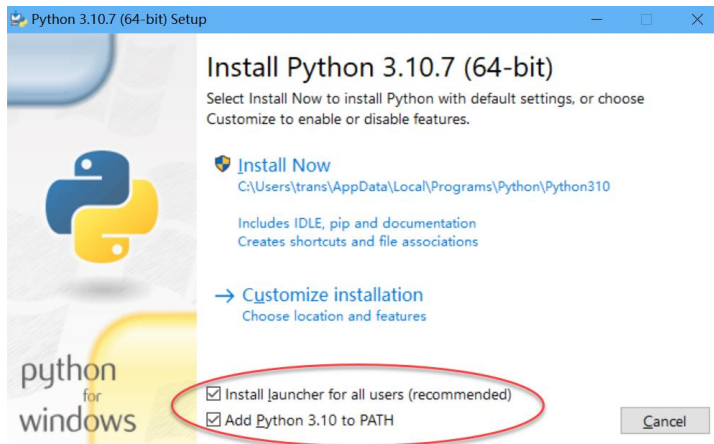 Python 3.10.7 (64-bit) Setup
Install Python 3.10.7 (64-bit)
Select Install Now to install Python with default settings, or choose
Customize to enable or disable features.
Install Now
C:\Users\trans\AppData\Local\Programs\Python\Python310
Includes IDLE, pip and documentation
Creates shortcuts and file associations
→ Customize installation
Choose location and features
python
for
windows
Install launcher for all users (recommended)
Add Python 3.10 to PATH
Cancel